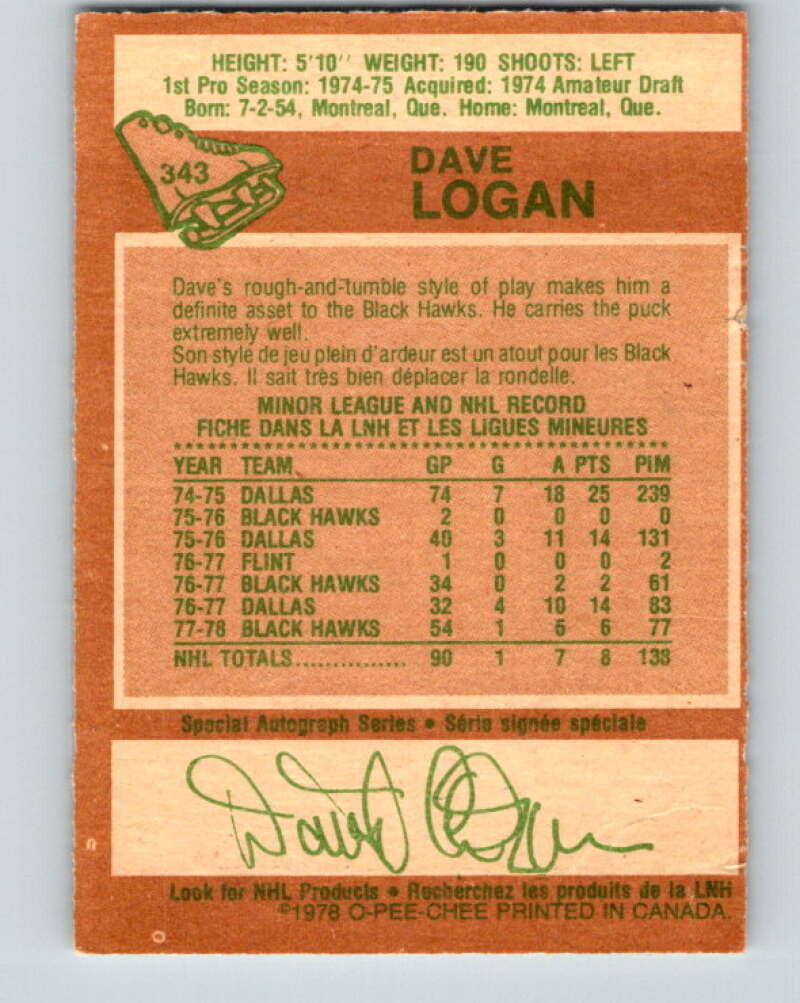 HEIGHT: 5'10'' WEIGHT: 190 SHOOTS: LEFT
1st Pro Season: 1974-75 Acquired: 1974 Amateur Draft
Born: 7-2-54, Montreal, Que. Home: Montreal, Que.
343
DAVE
LOGAN
Dave's rough-and-tumble style of play makes him a
definite asset to the Black Hawks. He carries the puck
extremely well.
Son style de jeu plein d'ardeur est un atout pour les Black
Hawks. Il sait très bien déplacer la rondelle.
MINOR LEAGUE AND NHL RECORD
FICHE DANS LA LNH ET LES LIGUES MINEURES
YEAR TEAM GP G A PTS PIM
74-75 DALLAS 74 7 18 25 239
75-76 BLACK HAWKS 2 0 0 0 0
75-76 DALLAS 40 3 11 14 131
76-77 FLINT 1 0 0 0 2
76-77 BLACK HAWKS 34 0 2 2 61
76-77 DALLAS 32 4 10 14 83
77-78 BLACK HAWKS 54 1 5 6 77
NHL TOTALS............... 90 1 7 8 138
Special Autograph Series • Série signée spéciale
Look for NHL Products • Recherchez les produits de la LNH
©1978 O-PEE-CHEE PRINTED IN CANADA.